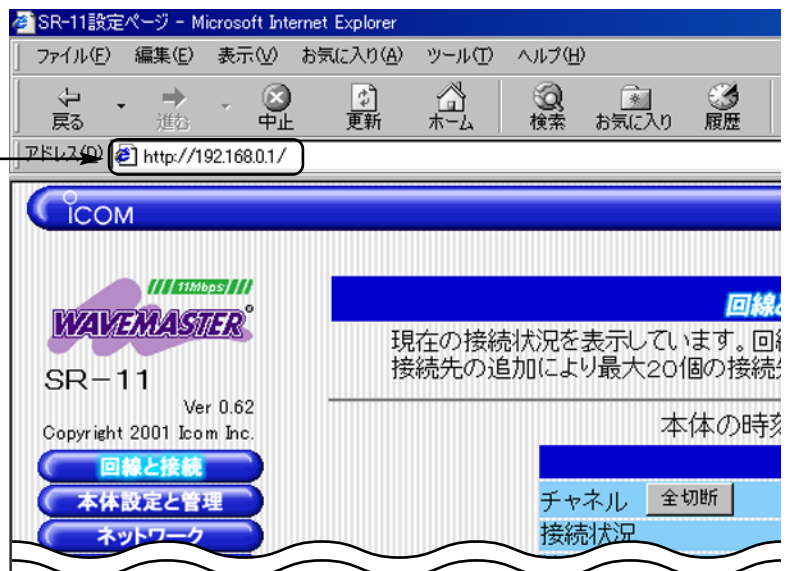 SR-11設定ページ - Microsoft Internet Explorer
ファイル(F) 編集(E) 表示(V) お気に入り(A) ツール(T) ヘルプ(H)
戻る 進む 中止 更新 ホーム 検索 お気に入り 履歴
アドレス(D) http://192.168.0.1/
ICOM
11Mbps
WAVEMASTER®
SR-11
Ver 0.62
Copyright 2001 Icom Inc.
回線と接続
本体設定と管理
ネットワーク
回線
現在の接続状況を表示しています。回
接続先の追加により最大20個の接続
本体の時
チャネル 全切断
接続状況